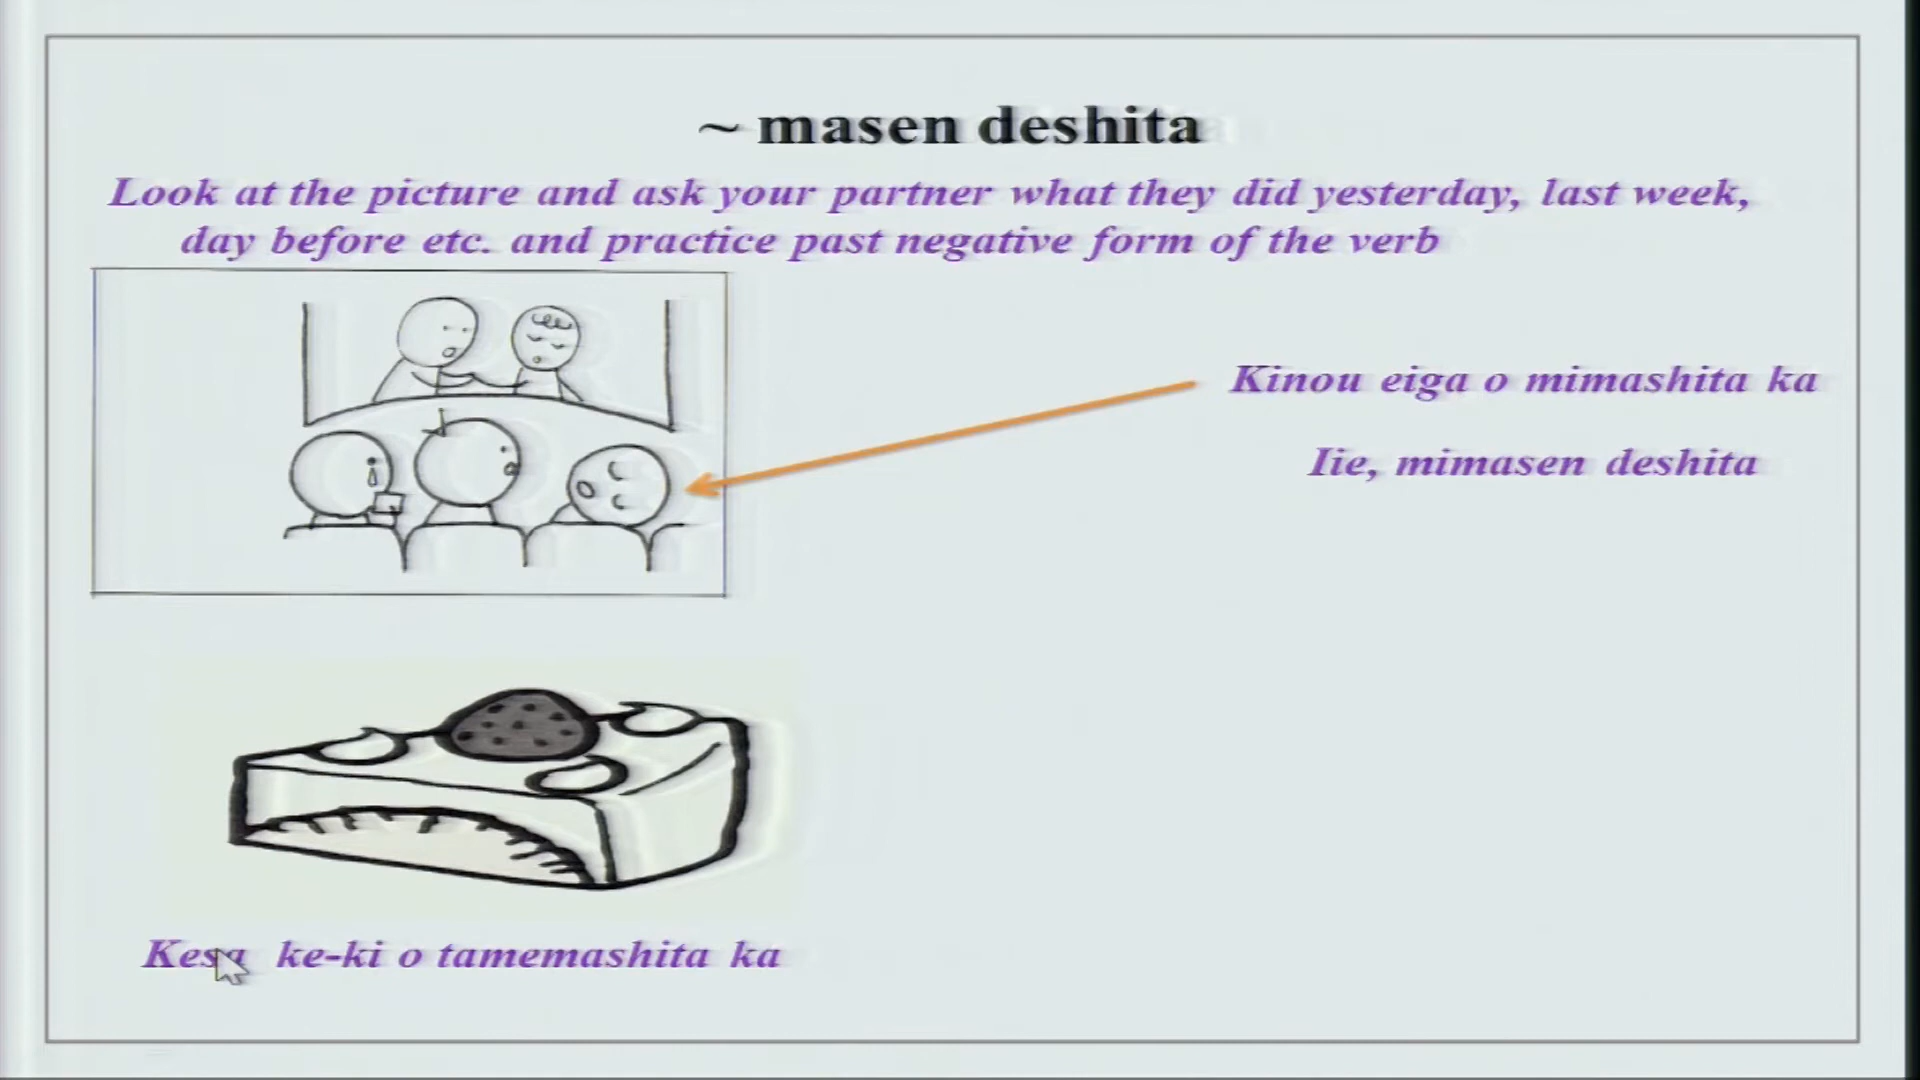 ~ masen deshita
Look at the picture and ask your partner what they did yesterday, last week,
day before etc. and practice past negative form of the verb
Kinou eiga o mimashita ka
Iie, mimasen deshita
Kesa ke-ki o tamemashita ka